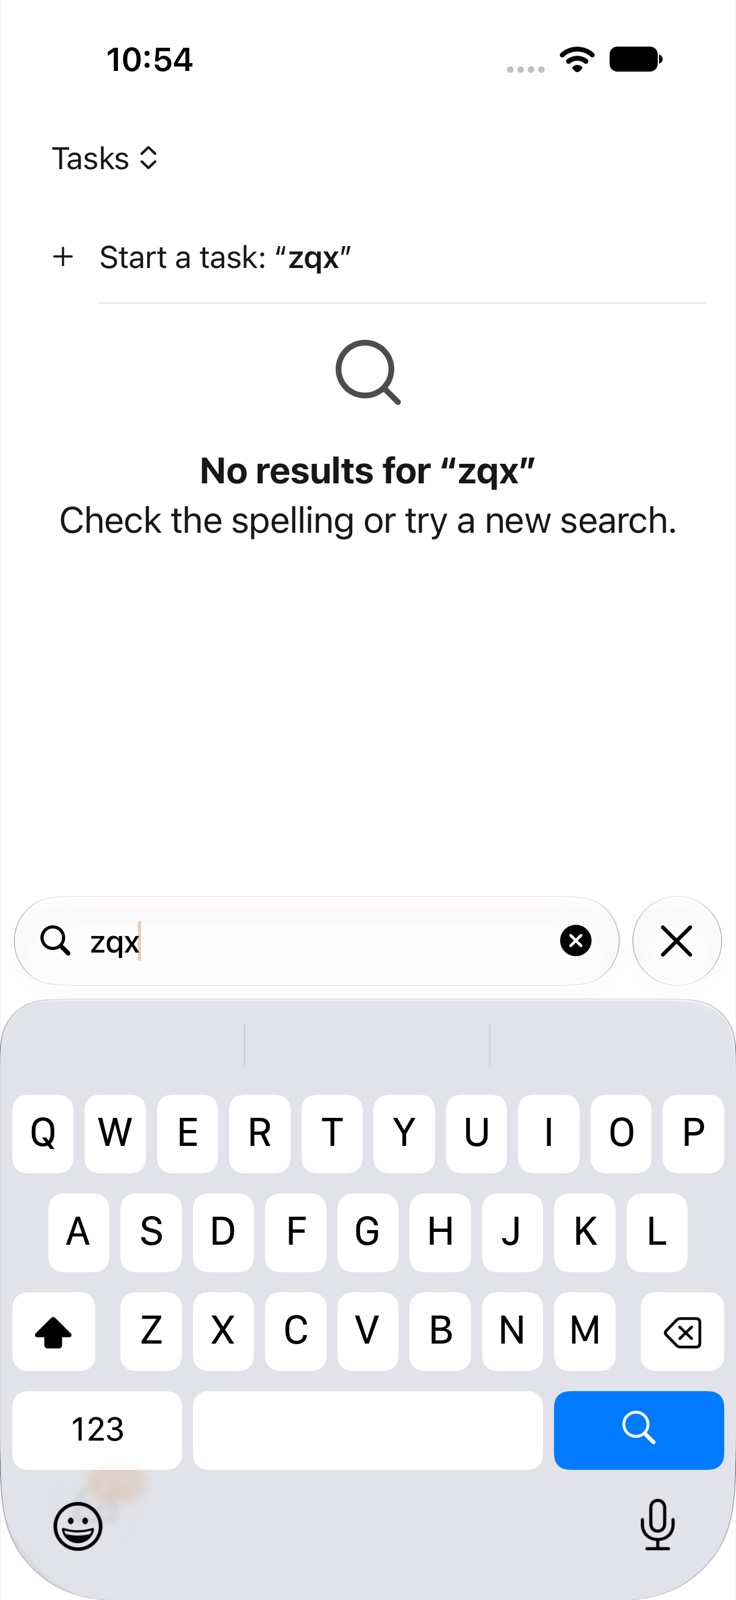 10:54
Tasks
Start a task: “zqx”
No results for “zqx”
Check the spelling or try a new search.
zqx
Q W E R T Y U I O P
A S D F G H J K L
Z X C V B N M
123